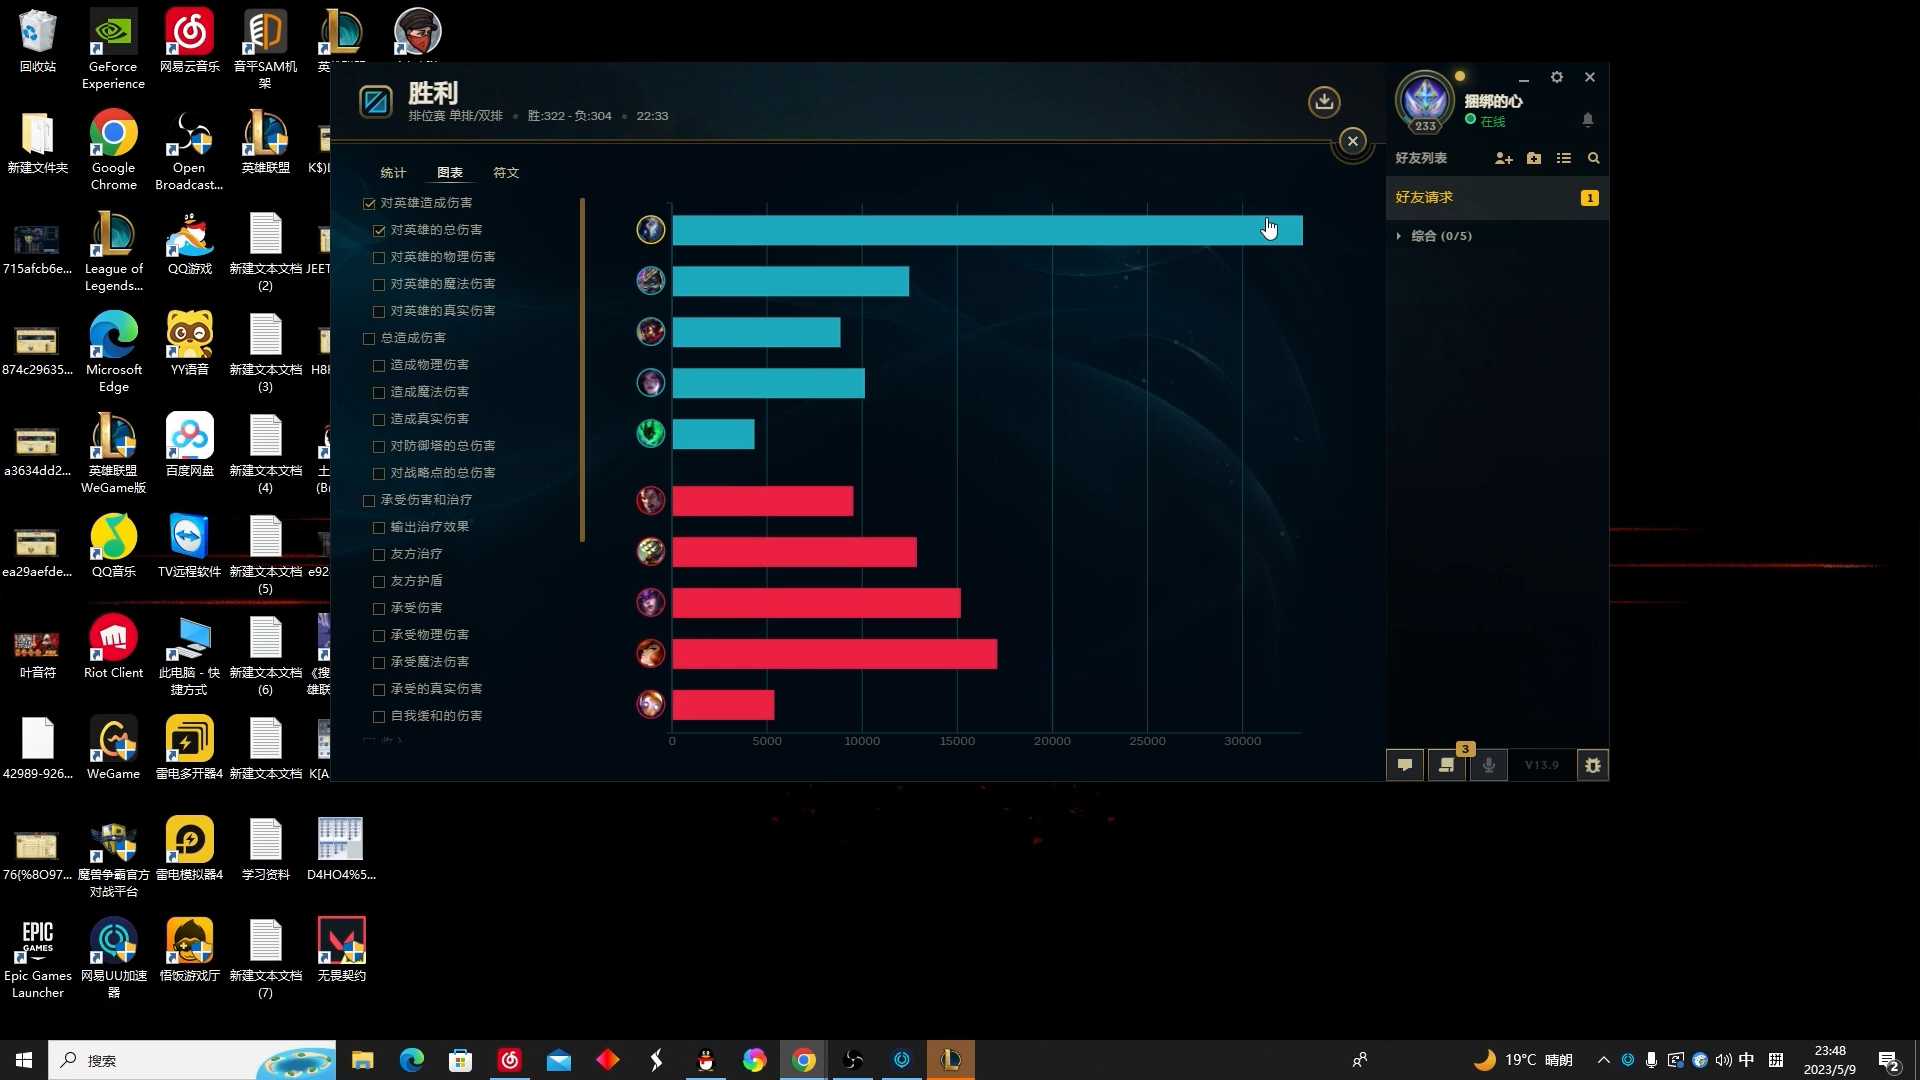 回收站
GeForce
Experience
网易云音乐
音平SAM机
架
新建文件夹
Google
Chrome
Open
Broadcast...
英雄联盟
715afcb6e...
League of
Legends...
QQ游戏
新建文本文档
(2)
874c29635...
Microsoft
Edge
YY语音
新建文本文档
(3)
a3634dd2...
英雄联盟
WeGame版
百度网盘
新建文本文档
(4)
ea29aefde...
QQ音乐
TV远程软件
新建文本文档
(5)
叶音符
Riot Client
此电脑 - 快
捷方式
新建文本文档
(6)
42989-926...
WeGame
雷电多开器4
新建文本文档
76(%8O97...
魔兽争霸官方
对战平台
雷电模拟器4
学习资料
D4HO4%5...
EPIC
GAMES
Epic Games
Launcher
网易UU加速
器
悟饭游戏厅
新建文本文档
(7)
无畏契约
胜利
排位赛 单排/双排 • 胜:322 - 负:304 • 22:33
统计
图表
符文
对英雄造成伤害
对英雄的总伤害
对英雄的物理伤害
对英雄的魔法伤害
对英雄的真实伤害
总造成伤害
造成物理伤害
造成魔法伤害
造成真实伤害
对防御塔的总伤害
对战略点的总伤害
承受伤害和治疗
输出治疗效果
友方治疗
友方护盾
承受伤害
承受物理伤害
承受魔法伤害
承受的真实伤害
自我缓和的伤害
0
5000
10000
15000
20000
25000
30000
233
捆绑的心
在线
好友列表
好友请求
1
综合 (0/5)
3
V13.9
搜索
19°C 晴朗
中
拼
23:48
2023/5/9
2